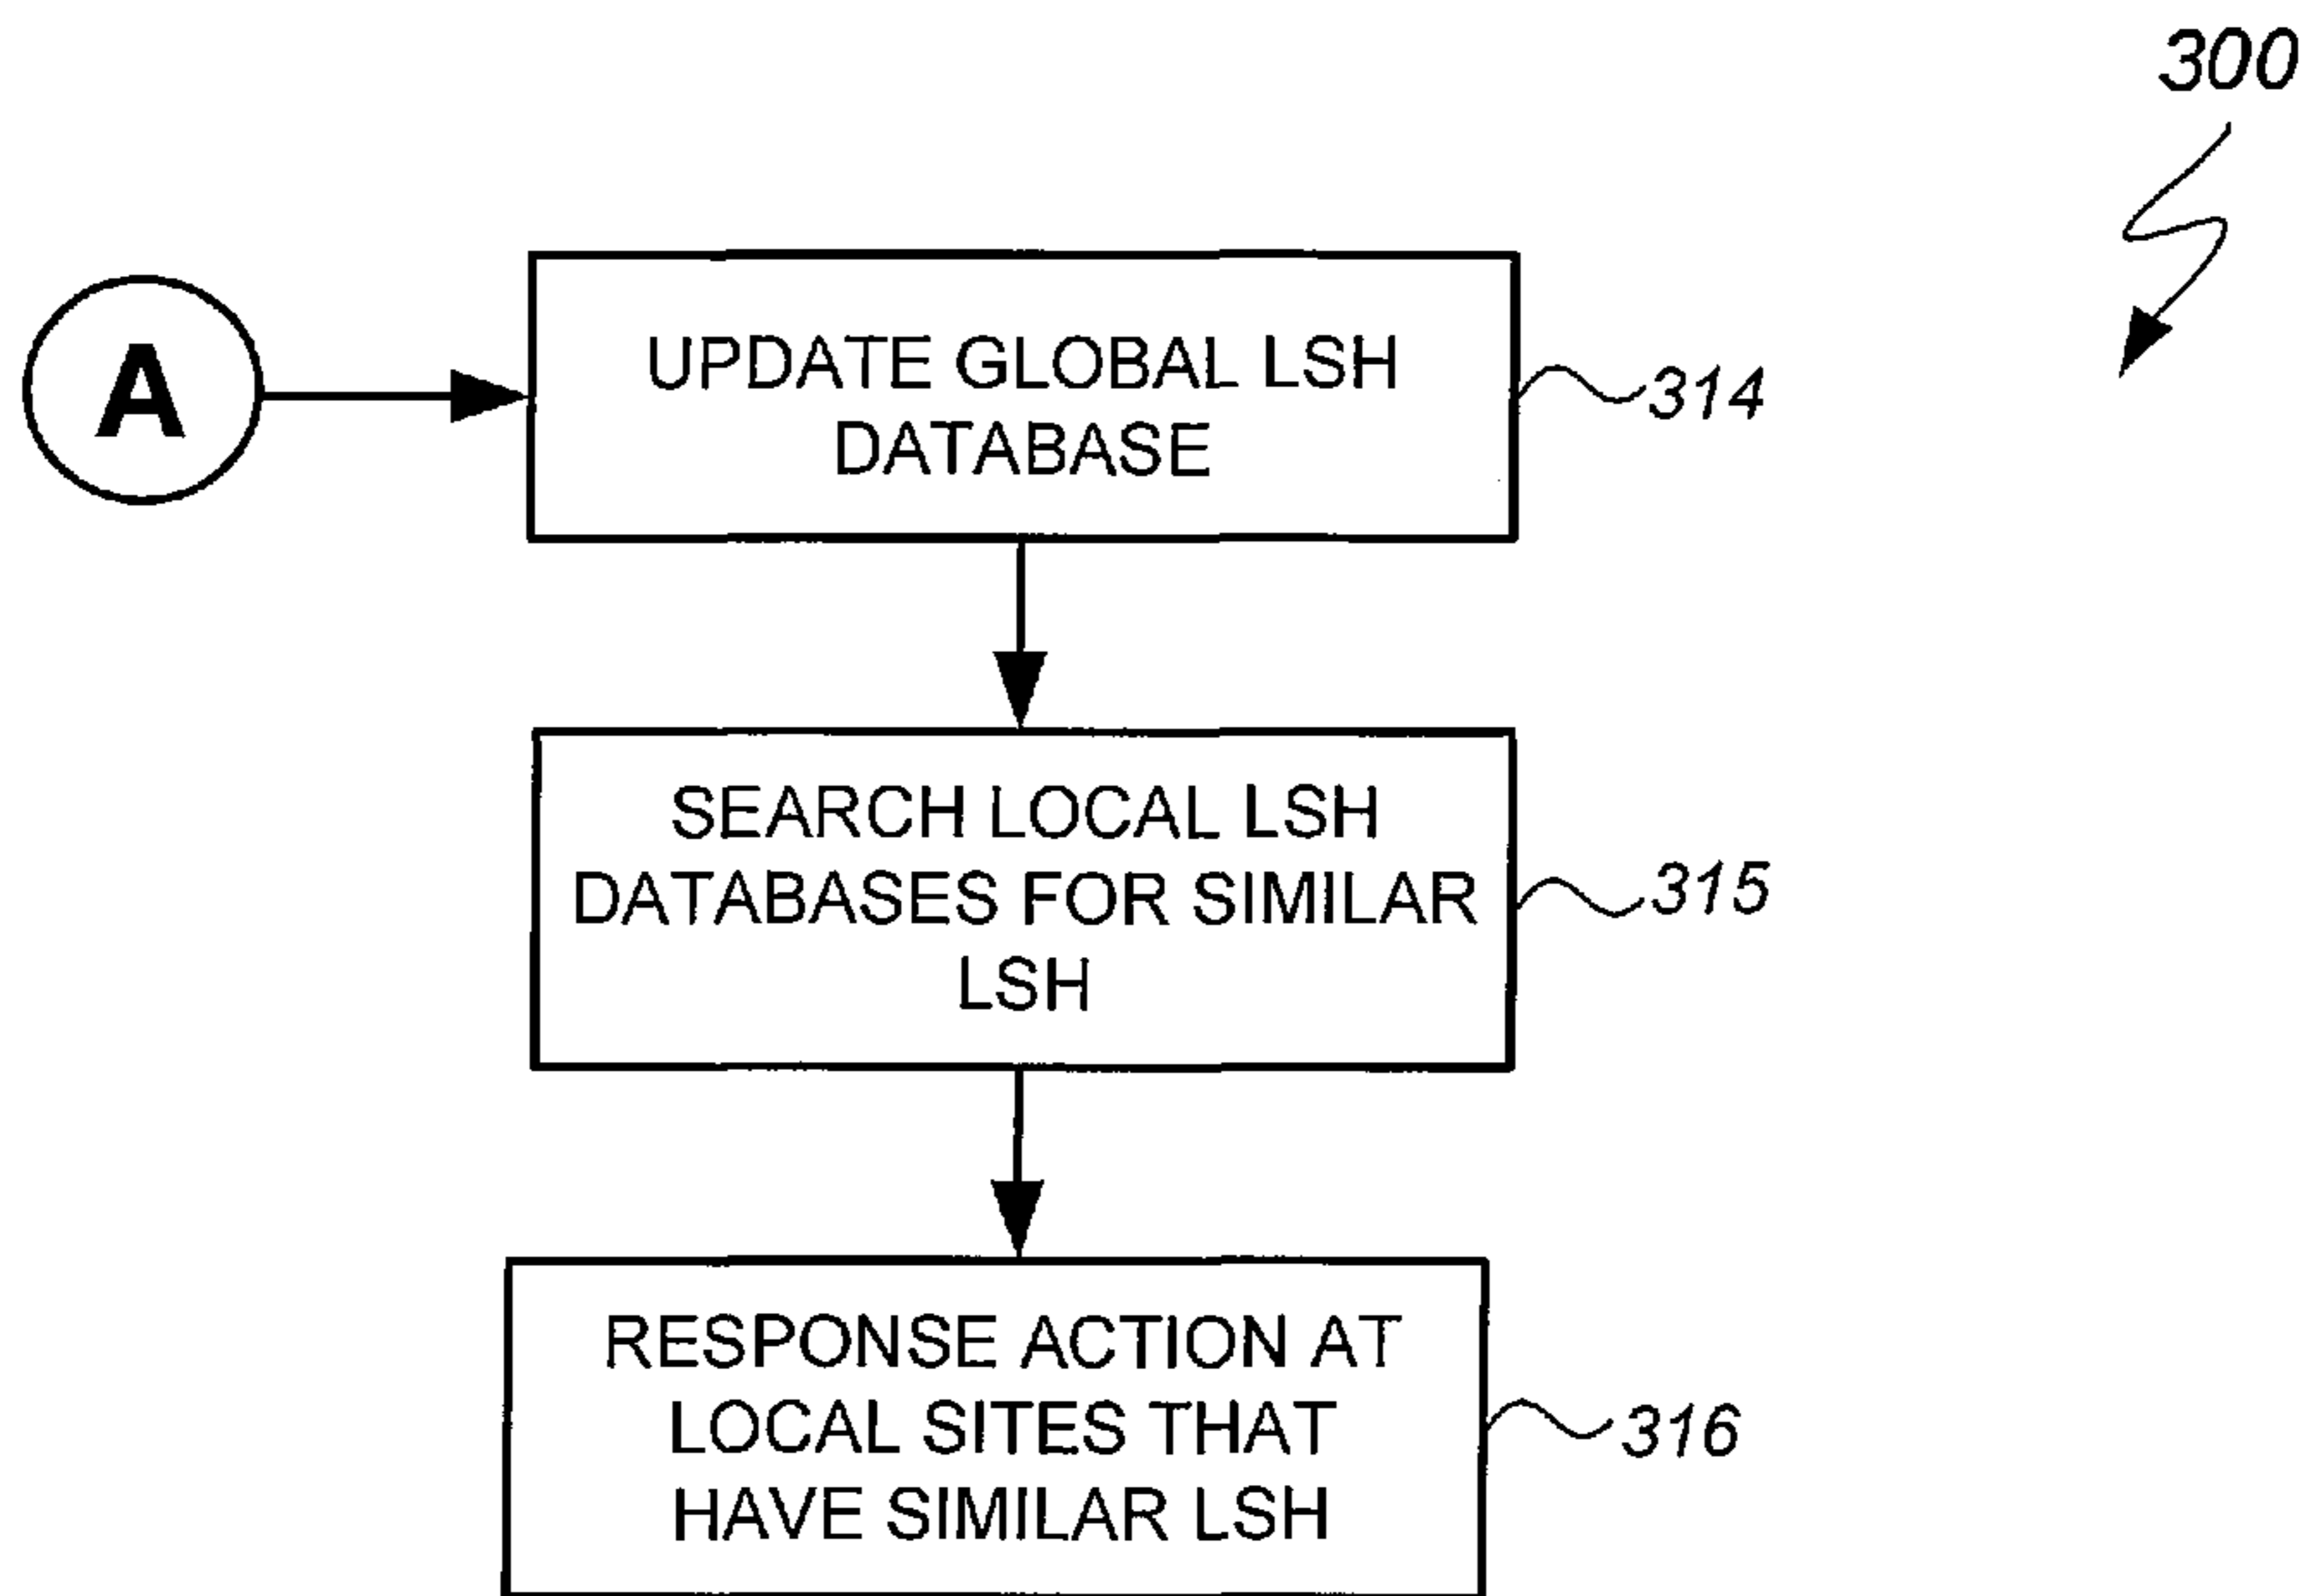 300
A
UPDATE GLOBAL LSH
DATABASE
314
SEARCH LOCAL LSH
DATABASES FOR SIMILAR
LSH
315
RESPONSE ACTION AT
LOCAL SITES THAT
HAVE SIMILAR LSH
316